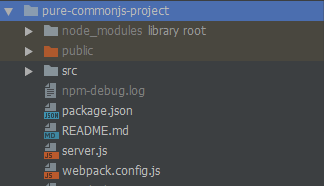 pure-commonjs-project
node_modules library root
public
src
npm-debug.log
package.json
README.md
server.js
webpack.config.js